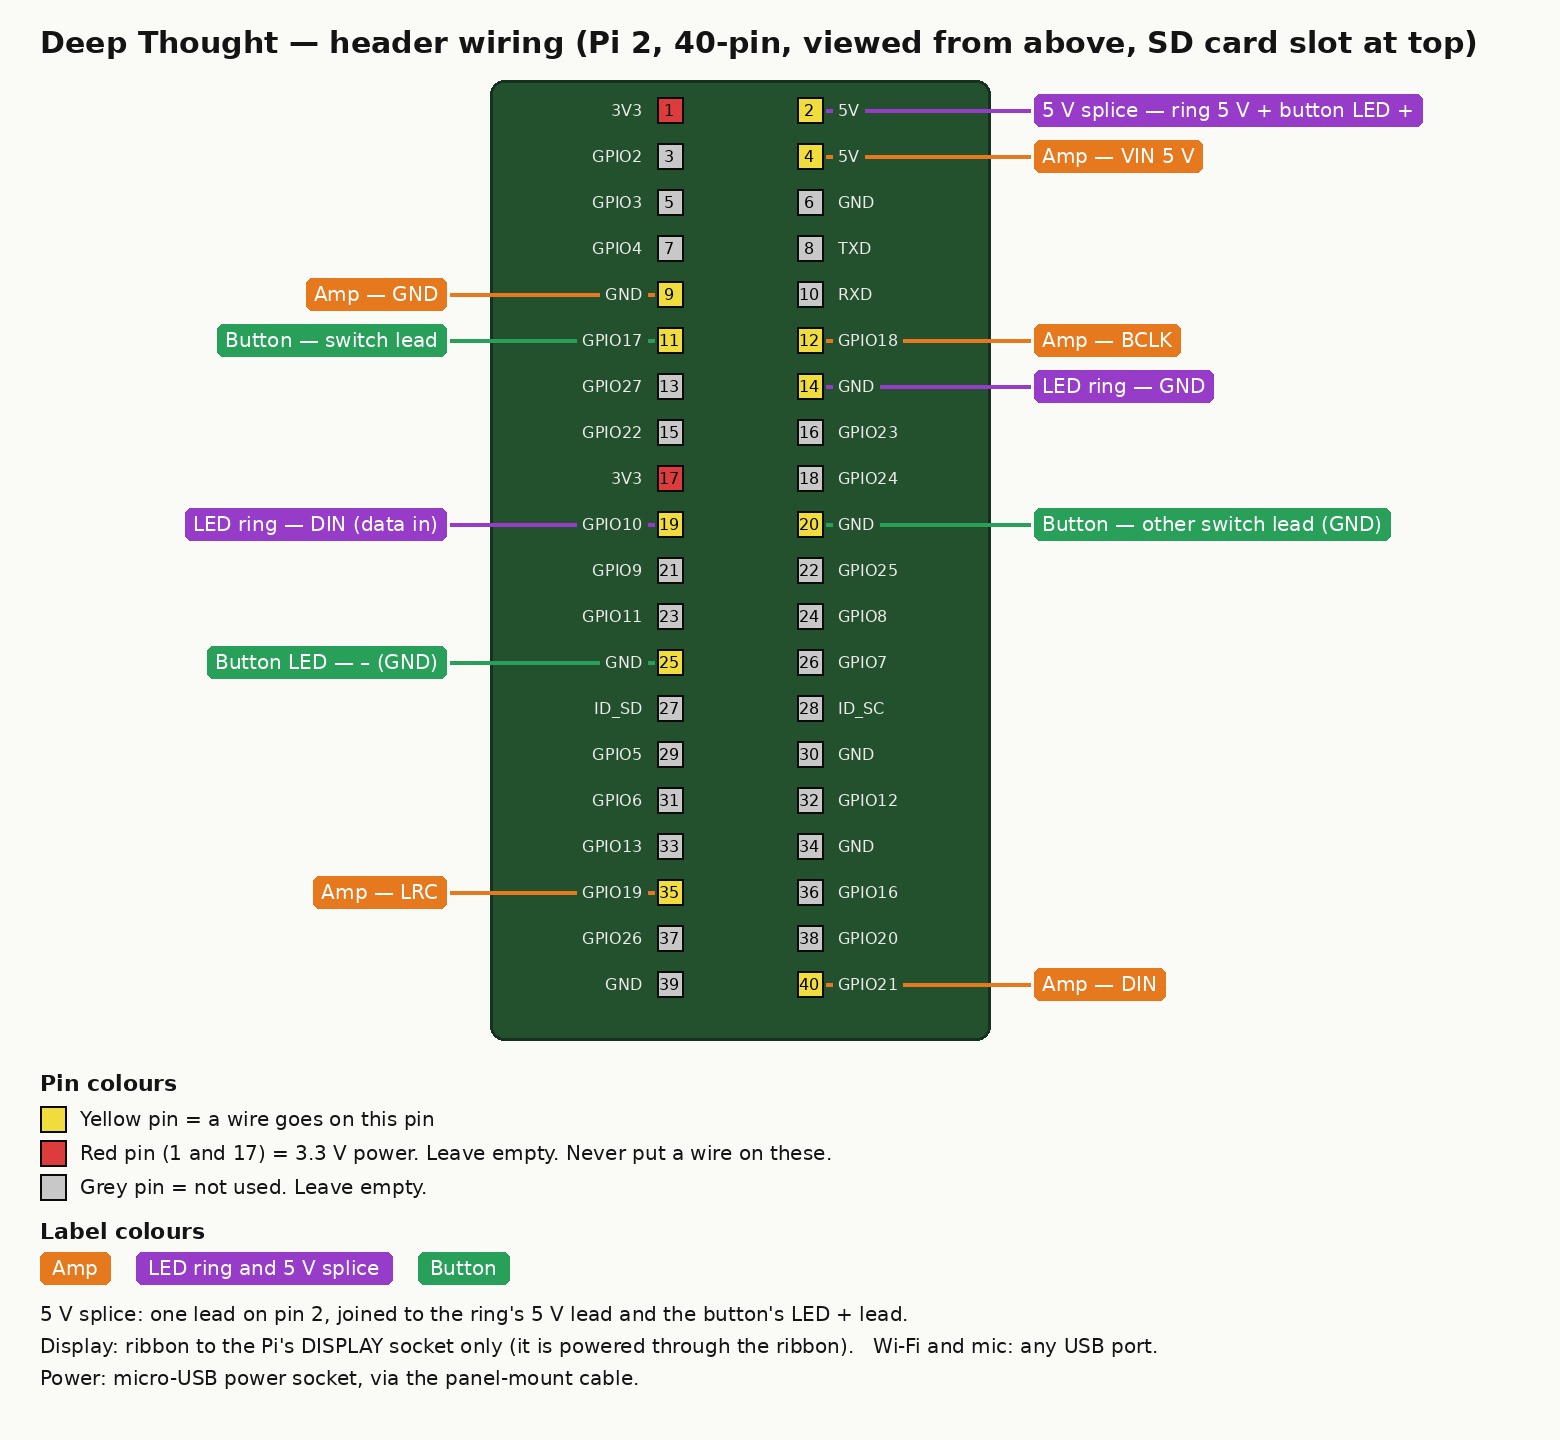 Deep Thought — header wiring (Pi 2, 40-pin, viewed from above, SD card slot at top)
3V3 1 2 5V 5 V splice — ring 5 V + button LED +
GPIO2 3 4 5V Amp — VIN 5 V
GPIO3 5 6 GND
GPIO4 7 8 TXD
Amp — GND GND 9 10 RXD
Button — switch lead GPIO17 11 12 GPIO18 Amp — BCLK
GPIO27 13 14 GND LED ring — GND
GPIO22 15 16 GPIO23
3V3 17 18 GPIO24
LED ring — DIN (data in) GPIO10 19 20 GND Button — other switch lead (GND)
GPIO9 21 22 GPIO25
GPIO11 23 24 GPIO8
Button LED — – (GND) GND 25 26 GPIO7
ID_SD 27 28 ID_SC
GPIO5 29 30 GND
GPIO6 31 32 GPIO12
GPIO13 33 34 GND
Amp — LRC GPIO19 35 36 GPIO16
GPIO26 37 38 GPIO20
GND 39 40 GPIO21 Amp — DIN
Pin colours
Yellow pin = a wire goes on this pin
Red pin (1 and 17) = 3.3 V power. Leave empty. Never put a wire on these.
Grey pin = not used. Leave empty.
Label colours
Amp LED ring and 5 V splice Button
5 V splice: one lead on pin 2, joined to the ring's 5 V lead and the button's LED + lead.
Display: ribbon to the Pi's DISPLAY socket only (it is powered through the ribbon). Wi-Fi and mic: any USB port.
Power: micro-USB power socket, via the panel-mount cable.